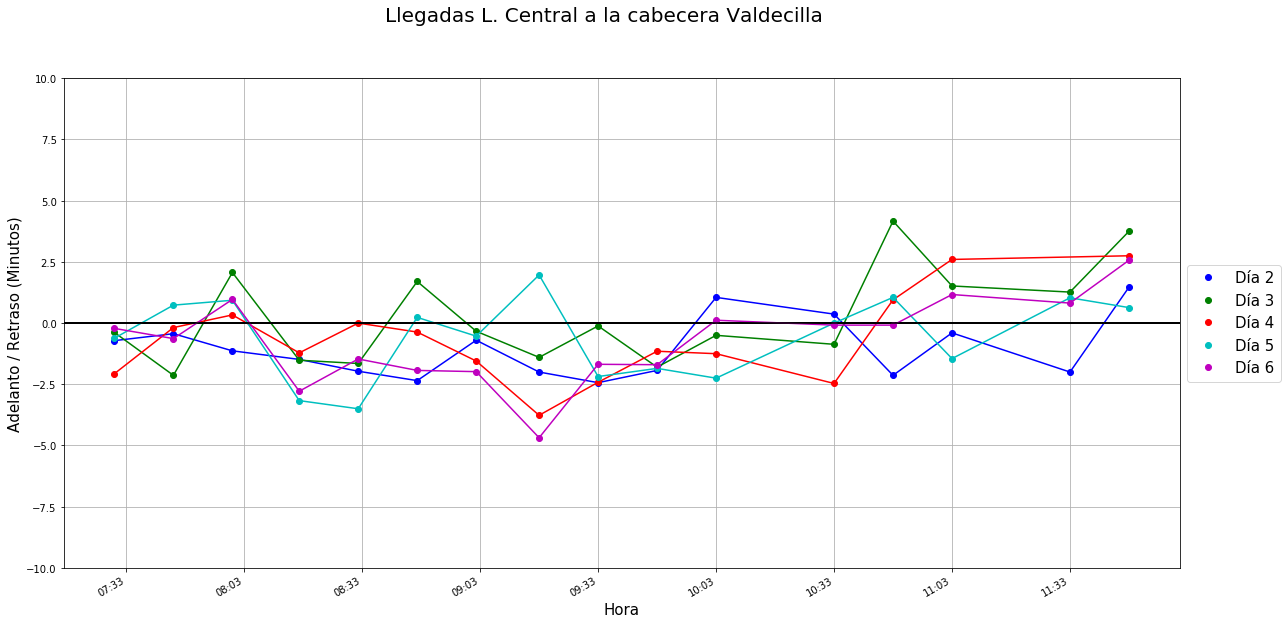 Llegadas L. Central a la cabecera Valdecilla
Adelanto / Retraso (Minutos)
10.0
7.5
5.0
2.5
0.0
−2.5
−5.0
−7.5
−10.0
07:33 08:03 08:33 09:03 09:33 10:03 10:33 11:03 11:33
Hora
Día 2
Día 3
Día 4
Día 5
Día 6